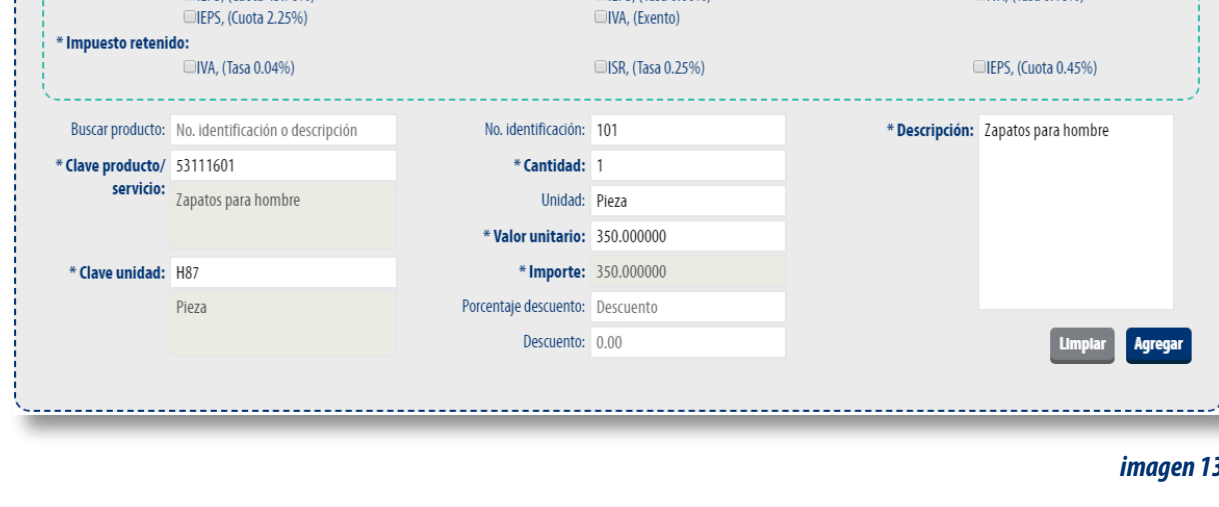 IEPS, (Cuota 2.25%) IVA, (Exento)
* Impuesto retenido:
IVA, (Tasa 0.04%) ISR, (Tasa 0.25%) IEPS, (Cuota 0.45%)
Buscar producto: No. identificación o descripción No. identificación: 101 * Descripción: Zapatos para hombre
* Clave producto/ 53111601 * Cantidad: 1
servicio: Zapatos para hombre Unidad: Pieza
* Valor unitario: 350.000000
* Clave unidad: H87 * Importe: 350.000000
Pieza Porcentaje descuento: Descuento
Descuento: 0.00
Limpiar Agregar
imagen 13